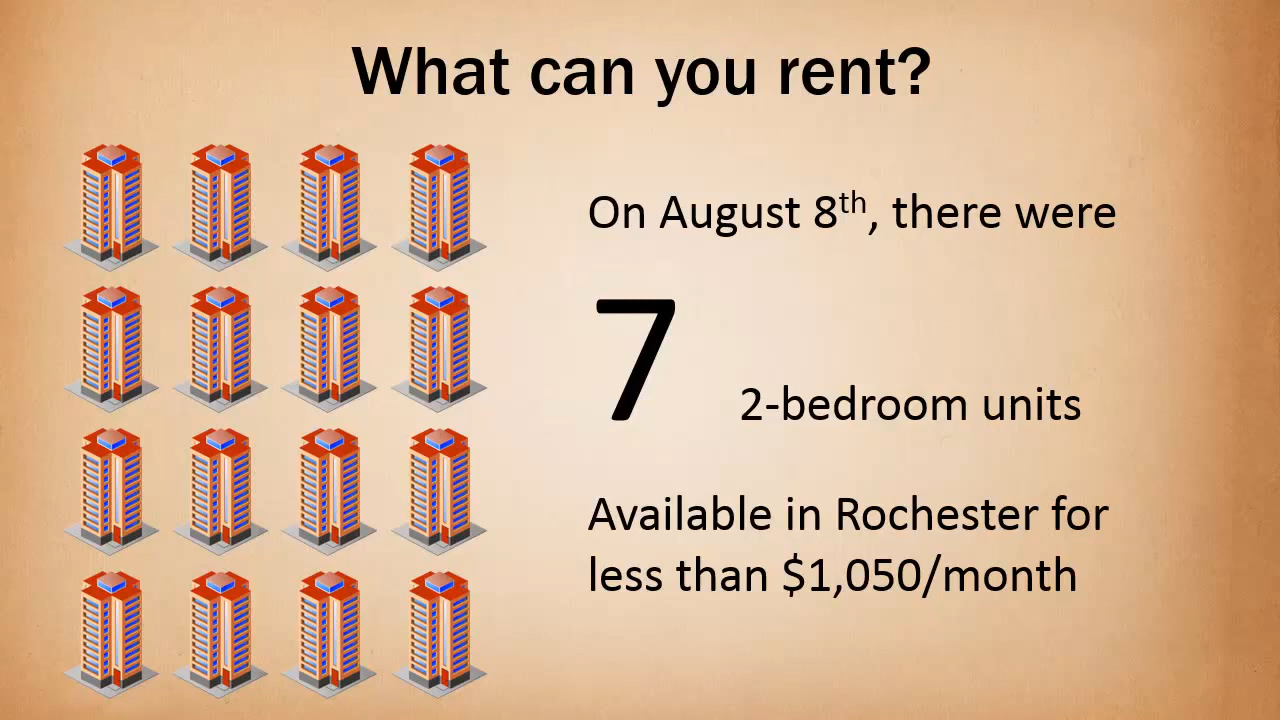 What can you rent?
On August 8th, there were
7 2-bedroom units
Available in Rochester for
less than $1,050/month